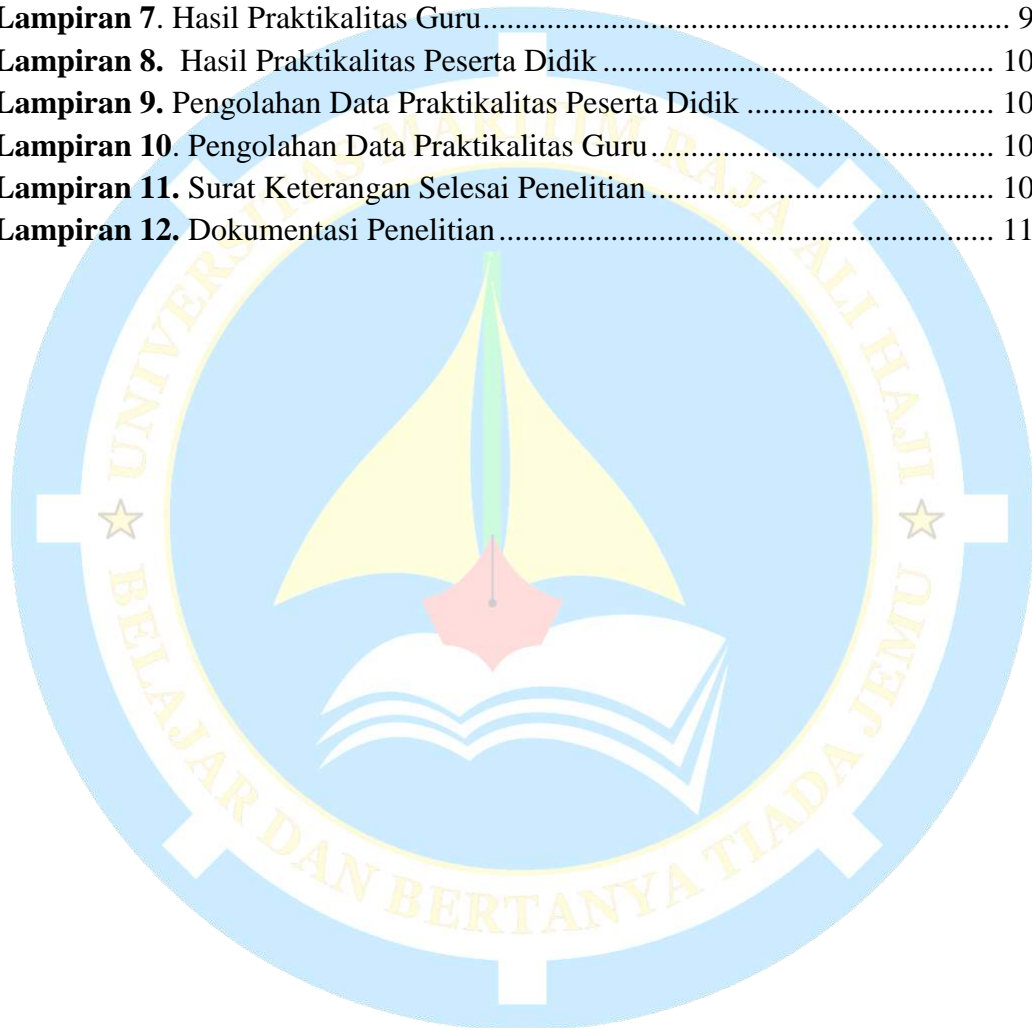 Lampiran 7. Hasil Praktikalitas Guru........................................................................... 9
Lampiran 8. Hasil Praktikalitas Peserta Didik ......................................................... 10
Lampiran 9. Pengolahan Data Praktikalitas Peserta Didik .................................... 10
Lampiran 10. Pengolahan Data Praktikalitas Guru .................................................. 10
Lampiran 11. Surat Keterangan Selesai Penelitian .................................................. 10
Lampiran 12. Dokumentasi Penelitian ........................................................................ 11
UNIVERSITAS MARITIM RAJA ALI HAJI
BELAJAR DAN BERTANYA TIADA JEMU